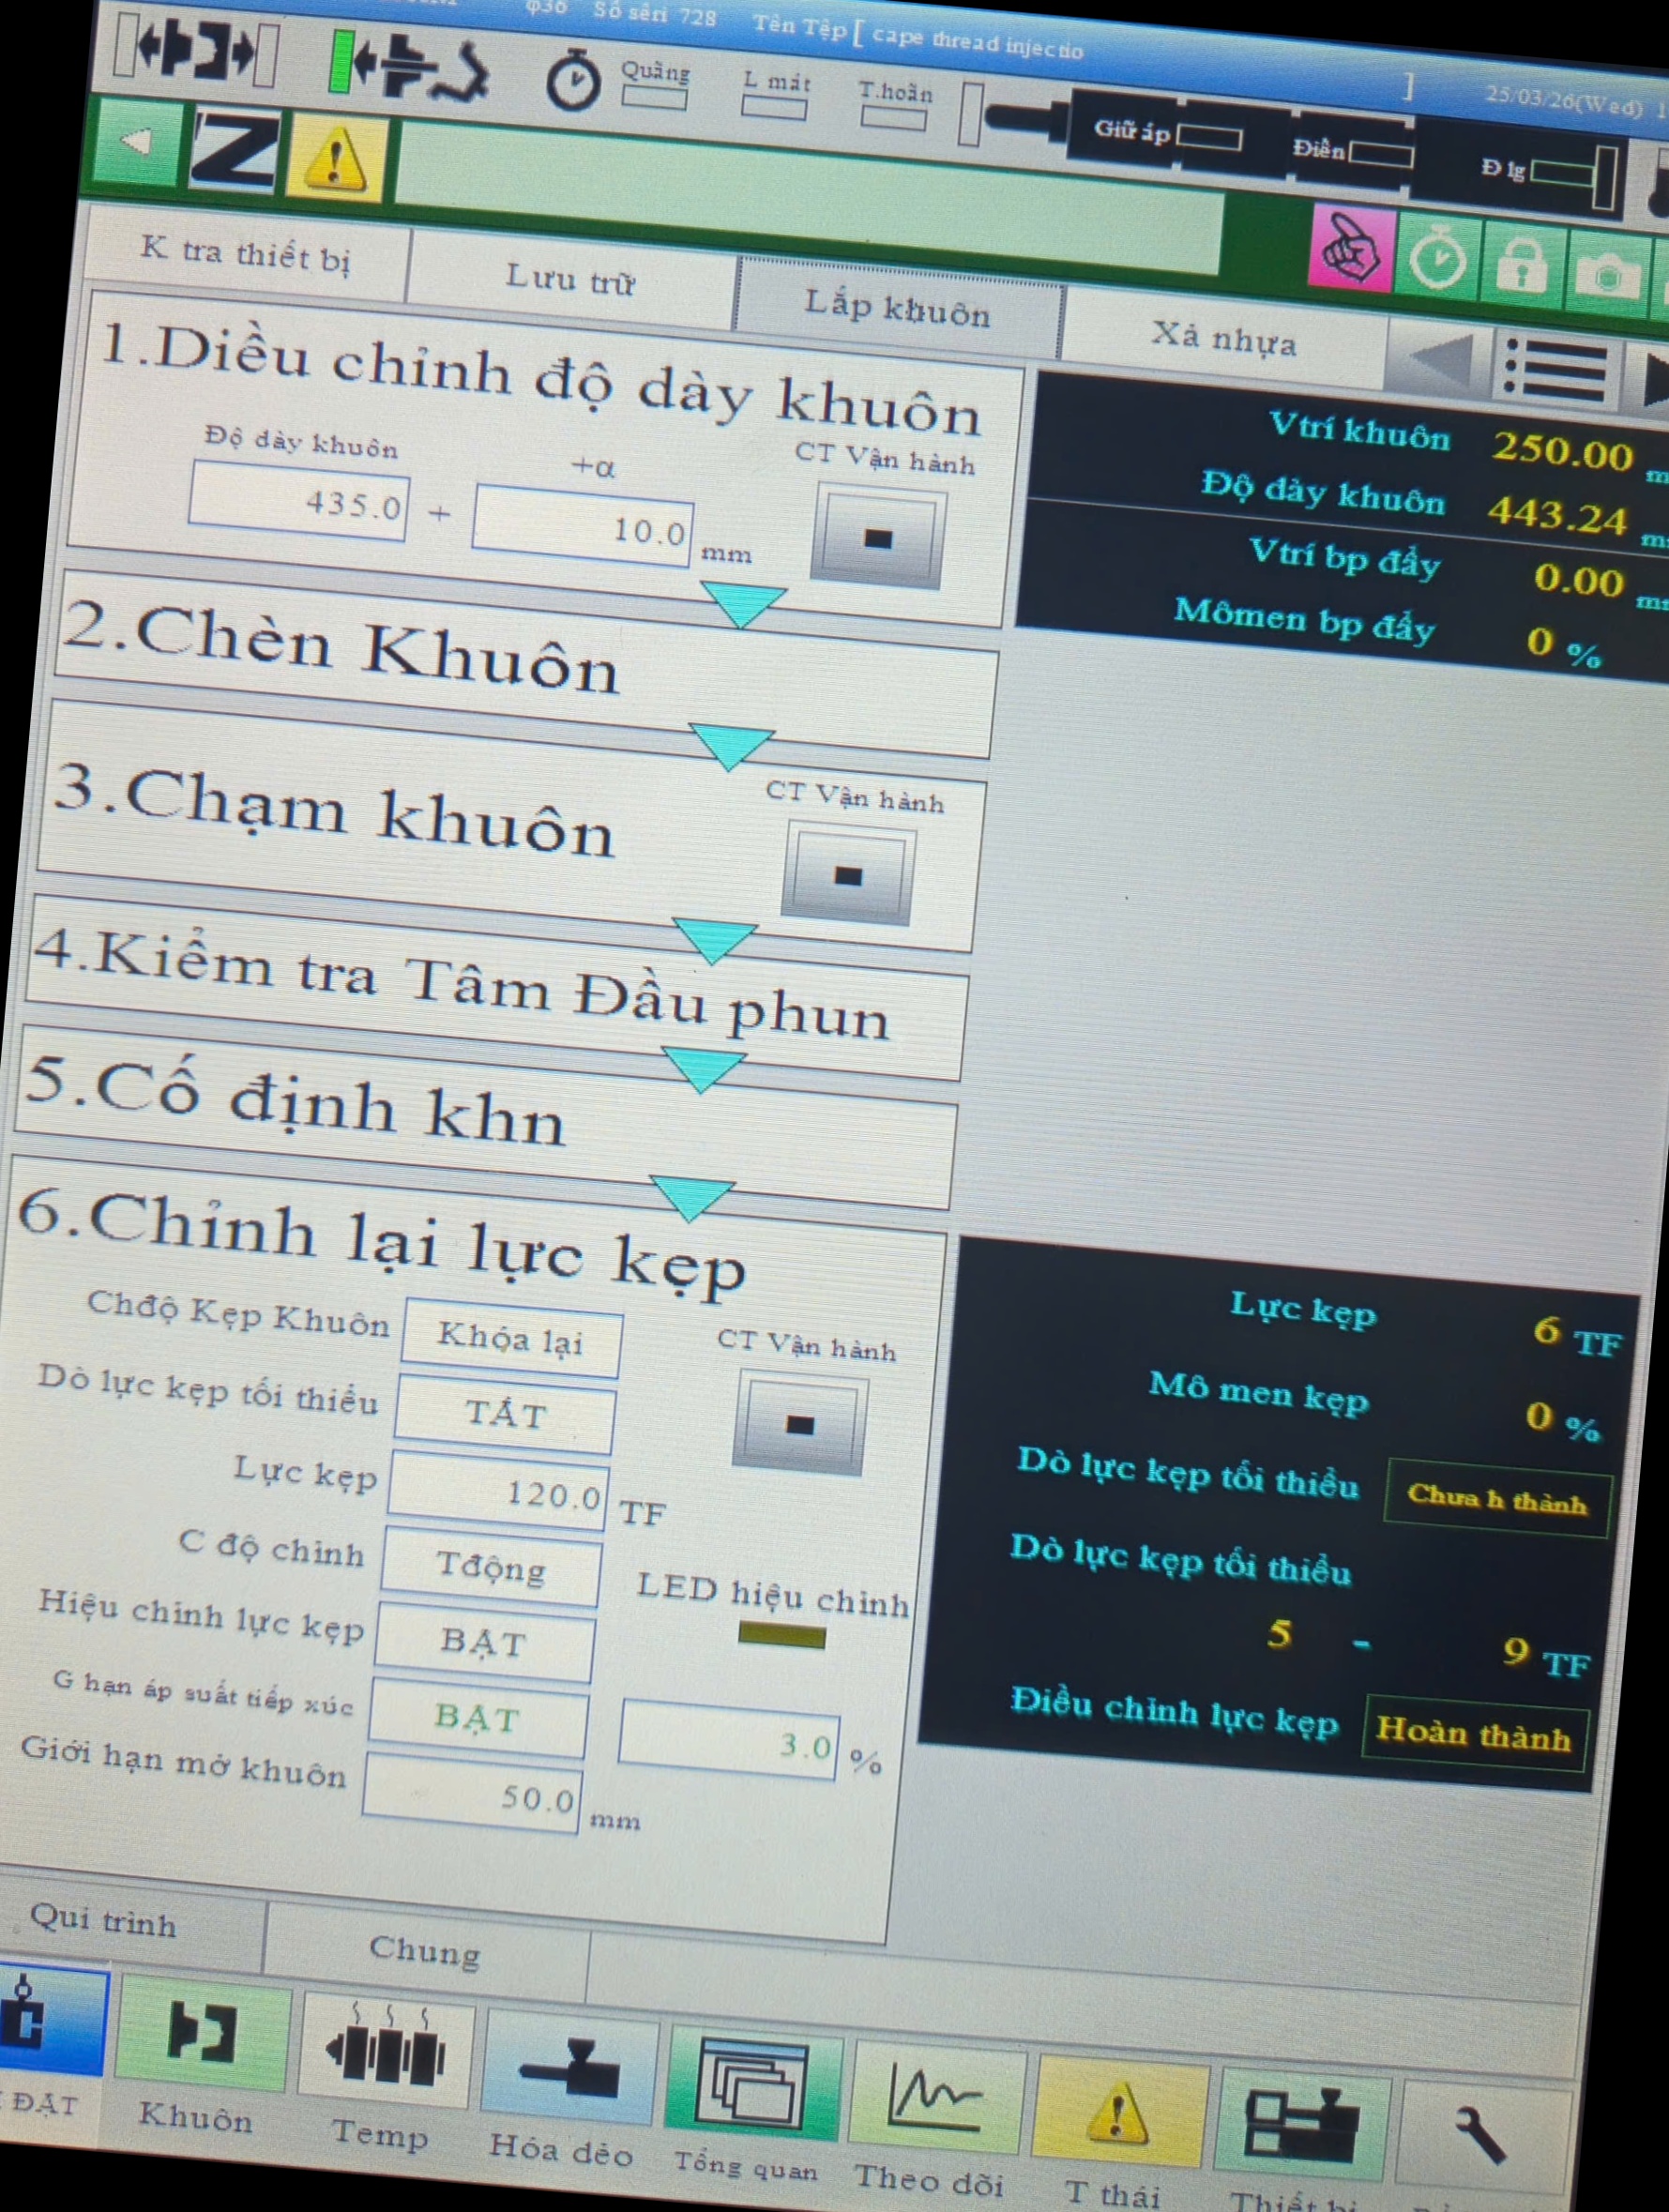 φ36 Số sêri 728 Tên Tệp [ cape thread injectio ]
25/03/26(Wed)
Quãng L mát T.hoãn
Giữ áp Điền Đ lg
K tra thiết bị Lưu trữ Lắp khuôn Xả nhựa
1.Diều chỉnh độ dày khuôn
Độ dày khuôn +α CT Vận hành
435.0 + 10.0 mm
Vtrí khuôn 250.00
Độ dày khuôn 443.24
Vtrí bp đẩy 0.00
Mômen bp đẩy 0 %
2.Chèn Khuôn
3.Chạm khuôn
CT Vận hành
4.Kiểm tra Tâm Đầu phun
5.Cố định khn
6.Chỉnh lại lực kẹp
Chđộ Kẹp Khuôn Khóa lại CT Vận hành
Dò lực kẹp tối thiểu TẮT
Lực kẹp 120.0 TF
C độ chỉnh Tđộng
LED hiệu chỉnh
Hiệu chỉnh lực kẹp BẬT
G hạn áp suất tiếp xúc BẬT 3.0 %
Giới hạn mở khuôn 50.0 mm
Lực kẹp 6 TF
Mô men kẹp 0 %
Dò lực kẹp tối thiểu Chưa h thành
Dò lực kẹp tối thiểu
5 - 9 TF
Điều chỉnh lực kẹp Hoàn thành
Qui trình Chung
ĐẶT Khuôn Temp Hóa dẻo Tổng quan Theo dõi T thái Thiết bị